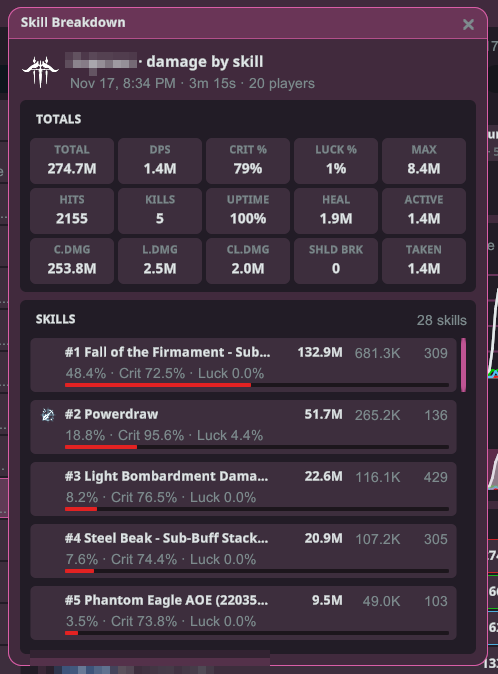 Skill Breakdown
· damage by skill
Nov 17, 8:34 PM · 3m 15s · 20 players
TOTALS
TOTAL DPS CRIT % LUCK % MAX
274.7M 1.4M 79% 1% 8.4M
HITS KILLS UPTIME HEAL ACTIVE
2155 5 100% 1.9M 1.4M
C.DMG L.DMG CL.DMG SHLD BRK TAKEN
253.8M 2.5M 2.0M 0 1.4M
SKILLS 28 skills
#1 Fall of the Firmament - Sub... 132.9M 681.3K 309
48.4% · Crit 72.5% · Luck 0.0%
#2 Powerdraw 51.7M 265.2K 136
18.8% · Crit 95.6% · Luck 4.4%
#3 Light Bombardment Dama... 22.6M 116.1K 429
8.2% · Crit 76.5% · Luck 0.0%
#4 Steel Beak - Sub-Buff Stack... 20.9M 107.2K 305
7.6% · Crit 74.4% · Luck 0.0%
#5 Phantom Eagle AOE (22035... 9.5M 49.0K 103
3.5% · Crit 73.8% · Luck 0.0%